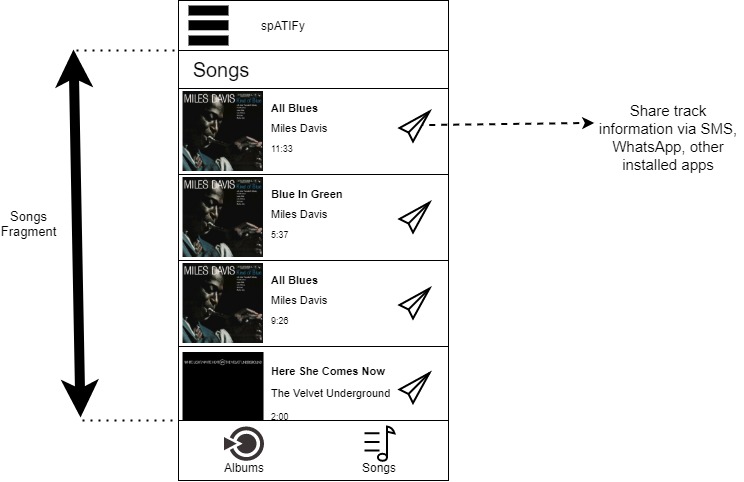 spATIFy
Songs
MILES DAVIS
All Blues
Miles Davis
11:33
Share track
information via SMS,
WhatsApp, other
installed apps
MILES DAVIS
Blue In Green
Miles Davis
5:37
Songs
Fragment
MILES DAVIS
All Blues
Miles Davis
9:26
Here She Comes Now
The Velvet Underground
2:00
Albums
Songs